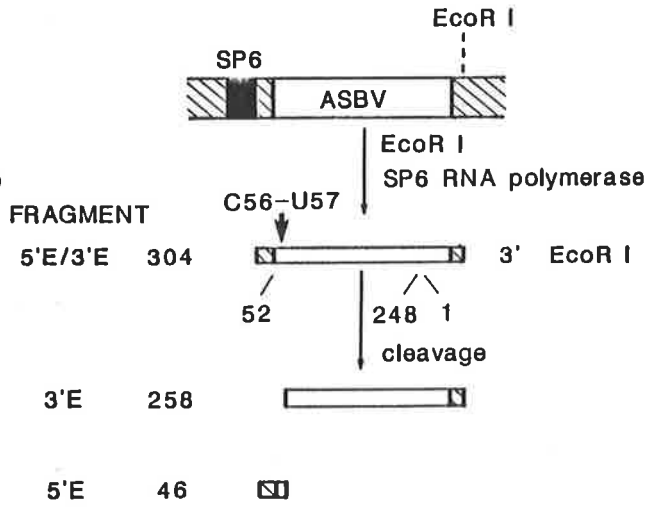 EcoR I
SP6
ASBV
EcoR I
SP6 RNA polymerase
C56-U57
FRAGMENT
5'E/3'E 304 3' EcoR I
52 248 1
cleavage
3'E 258
5'E 46